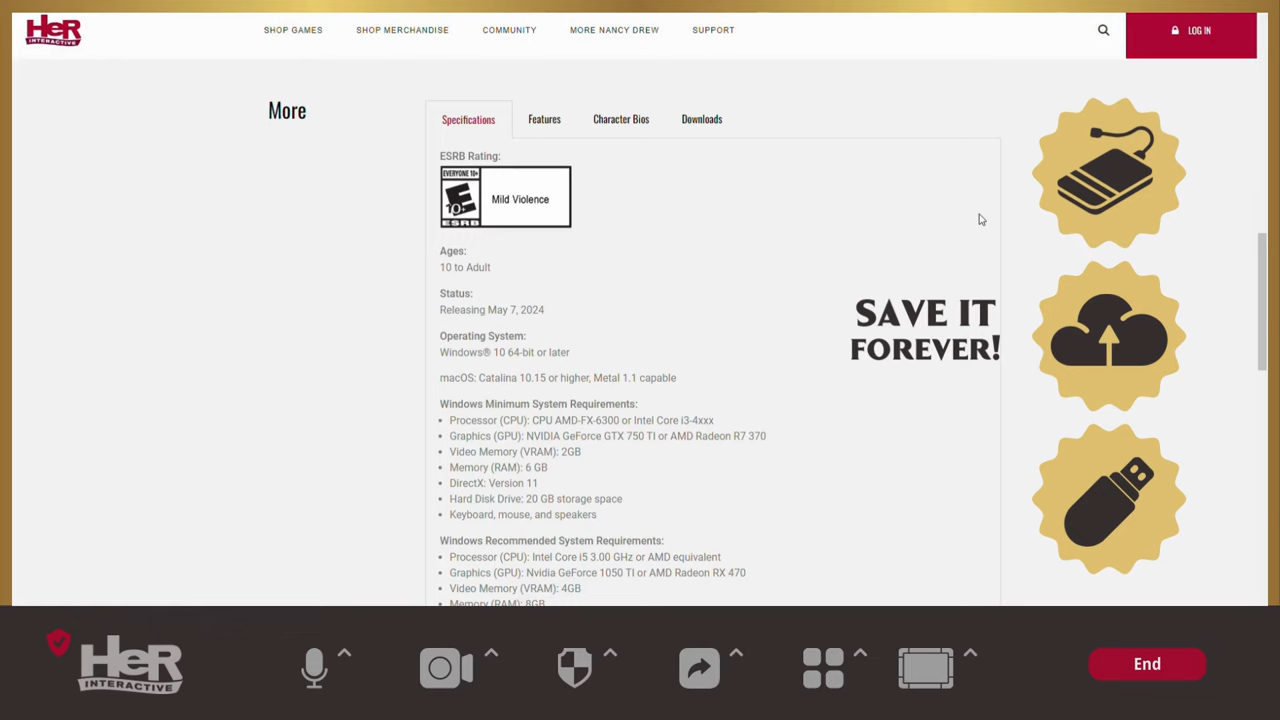 HeR
INTERACTIVE
SHOP GAMES
SHOP MERCHANDISE
COMMUNITY
MORE NANCY DREW
SUPPORT
LOG IN
More
Specifications
Features
Character Bios
Downloads
ESRB Rating:
EVERYONE 10+
E
10+
ESRB
Mild Violence
Ages:
10 to Adult
Status:
Releasing May 7, 2024
Operating System:
Windows® 10 64-bit or later
macOS: Catalina 10.15 or higher, Metal 1.1 capable
Windows Minimum System Requirements:
• Processor (CPU): CPU AMD-FX-6300 or Intel Core i3-4xxx
• Graphics (GPU): NVIDIA GeForce GTX 750 TI or AMD Radeon R7 370
• Video Memory (VRAM): 2GB
• Memory (RAM): 6 GB
• DirectX: Version 11
• Hard Disk Drive: 20 GB storage space
• Keyboard, mouse, and speakers
Windows Recommended System Requirements:
• Processor (CPU): Intel Core i5 3.00 GHz or AMD equivalent
• Graphics (GPU): Nvidia GeForce 1050 TI or AMD Radeon RX 470
• Video Memory (VRAM): 4GB
• Memory (RAM): 8GB
SAVE IT
FOREVER!
HeR
INTERACTIVE
End